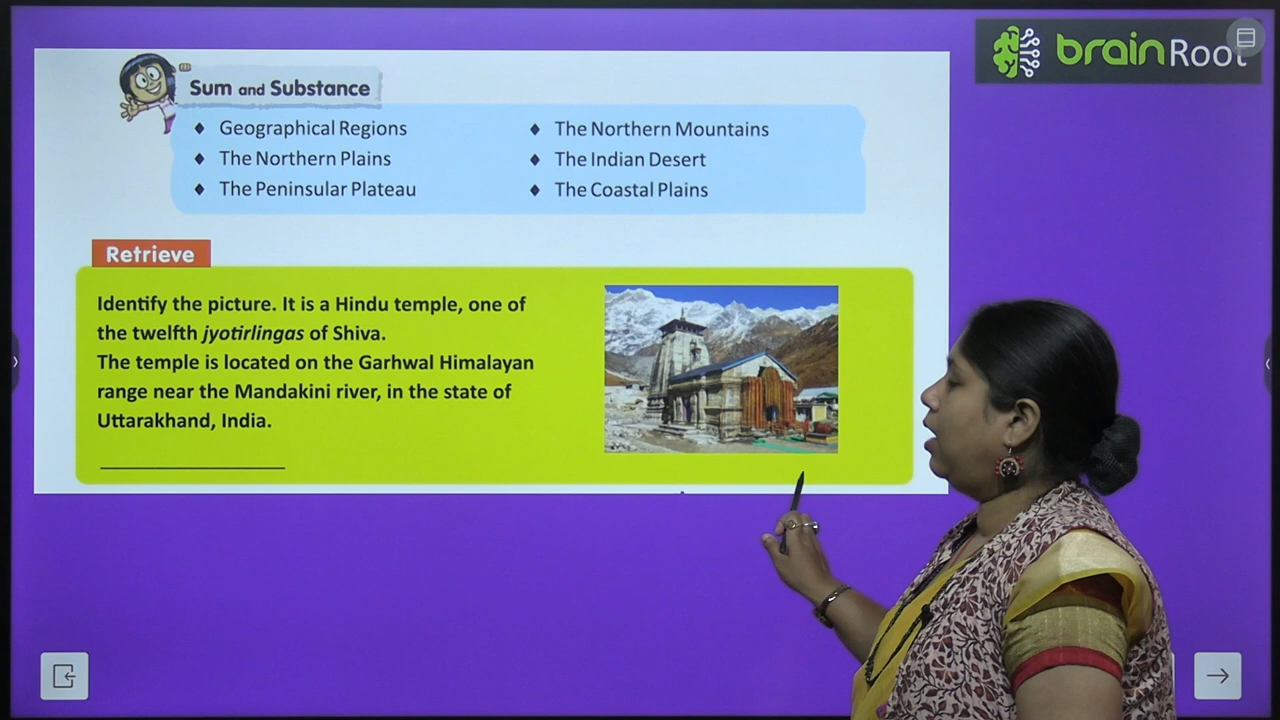 brainRoot
Sum and Substance
Geographical Regions
The Northern Mountains
The Northern Plains
The Indian Desert
The Peninsular Plateau
The Coastal Plains
Retrieve
Identify the picture. It is a Hindu temple, one of
the twelfth jyotirlingas of Shiva.
The temple is located on the Garhwal Himalayan
range near the Mandakini river, in the state of
Uttarakhand, India.